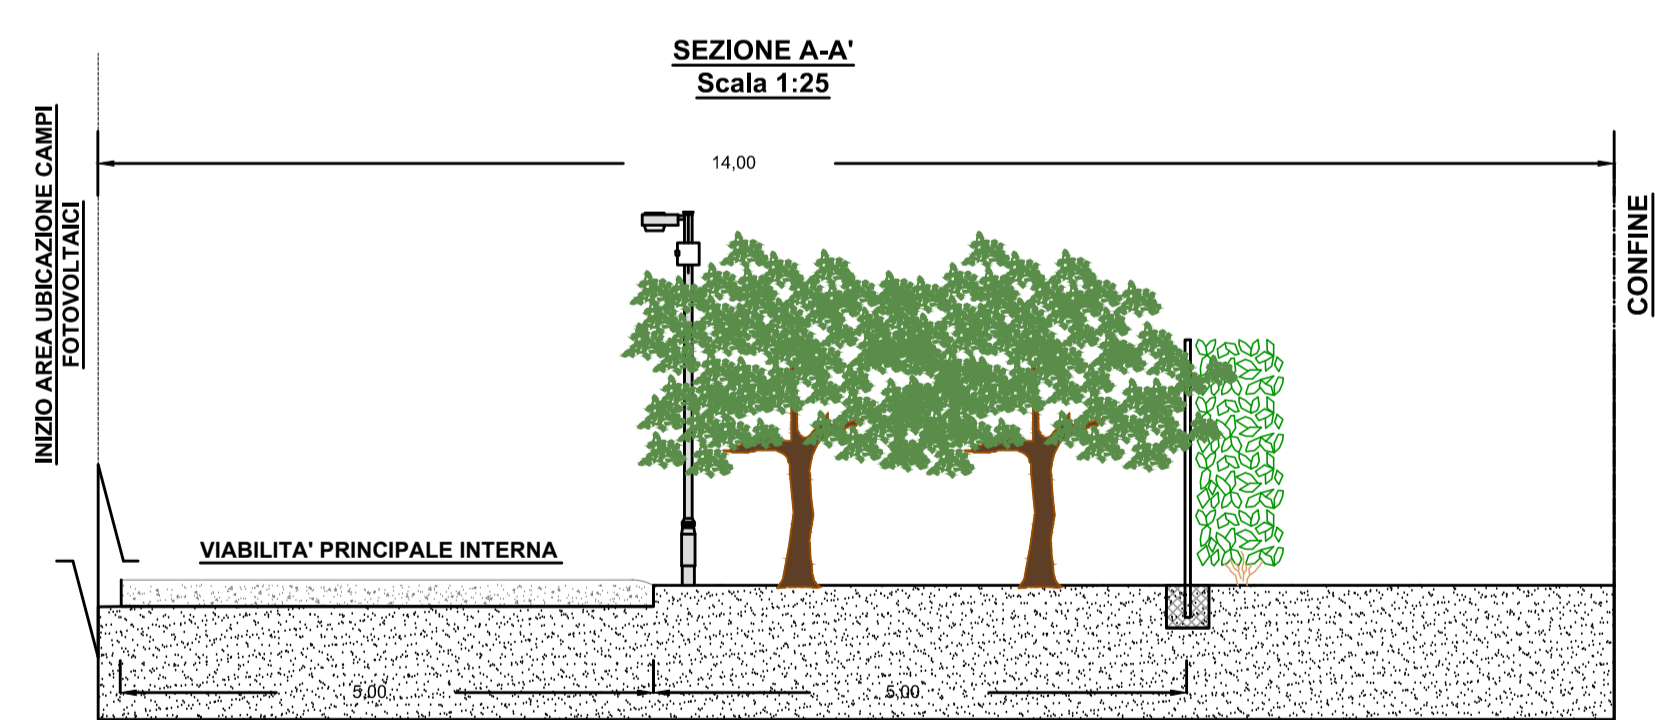 SEZIONE A-A'
Scala 1:25
14,00
INIZIO AREA UBICAZIONE CAMPI
FOTOVOLTAICI
CONFINE
VIABILITA' PRINCIPALE INTERNA
5,00
5,00